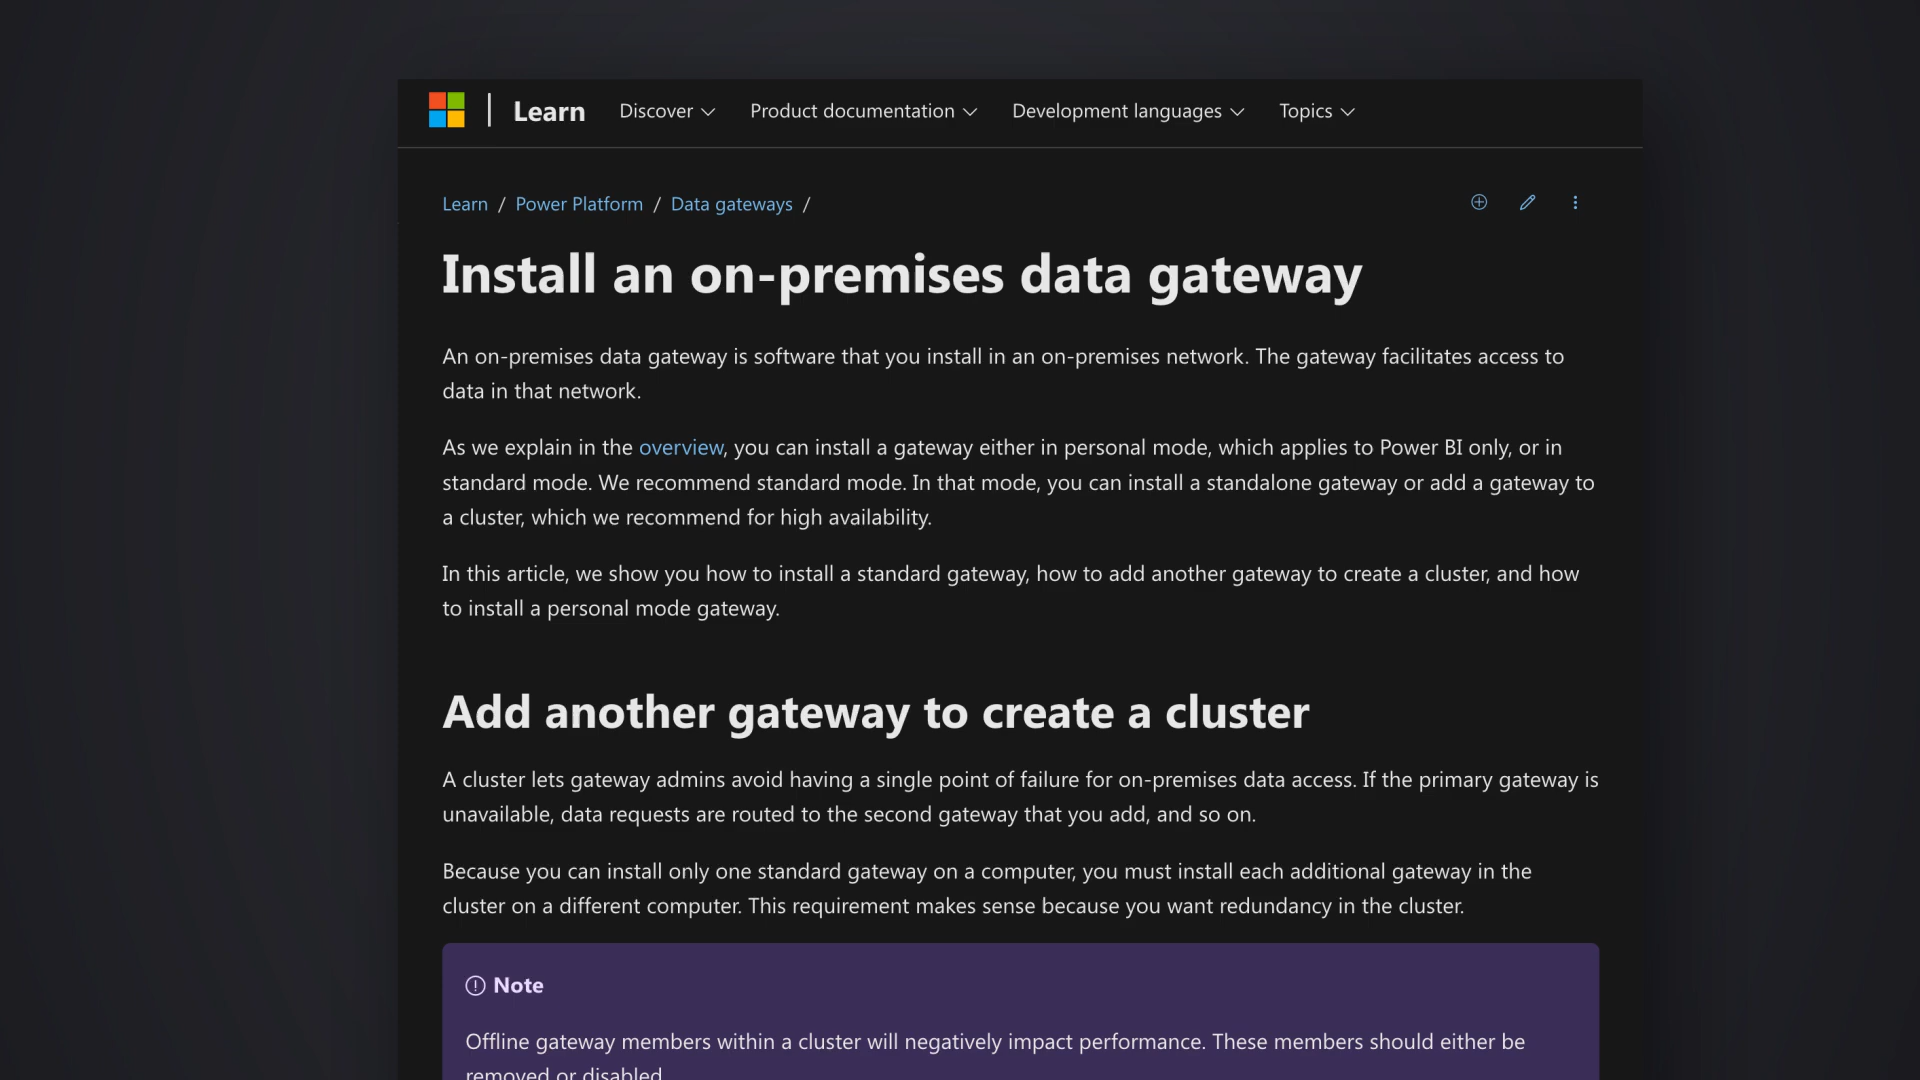 Learn Discover Product documentation Development languages Topics
Learn / Power Platform / Data gateways /
Install an on-premises data gateway
An on-premises data gateway is software that you install in an on-premises network. The gateway facilitates access to
data in that network.
As we explain in the overview, you can install a gateway either in personal mode, which applies to Power BI only, or in
standard mode. We recommend standard mode. In that mode, you can install a standalone gateway or add a gateway to
a cluster, which we recommend for high availability.
In this article, we show you how to install a standard gateway, how to add another gateway to create a cluster, and how
to install a personal mode gateway.
Add another gateway to create a cluster
A cluster lets gateway admins avoid having a single point of failure for on-premises data access. If the primary gateway is
unavailable, data requests are routed to the second gateway that you add, and so on.
Because you can install only one standard gateway on a computer, you must install each additional gateway in the
cluster on a different computer. This requirement makes sense because you want redundancy in the cluster.
Note
Offline gateway members within a cluster will negatively impact performance. These members should either be
removed or disabled.